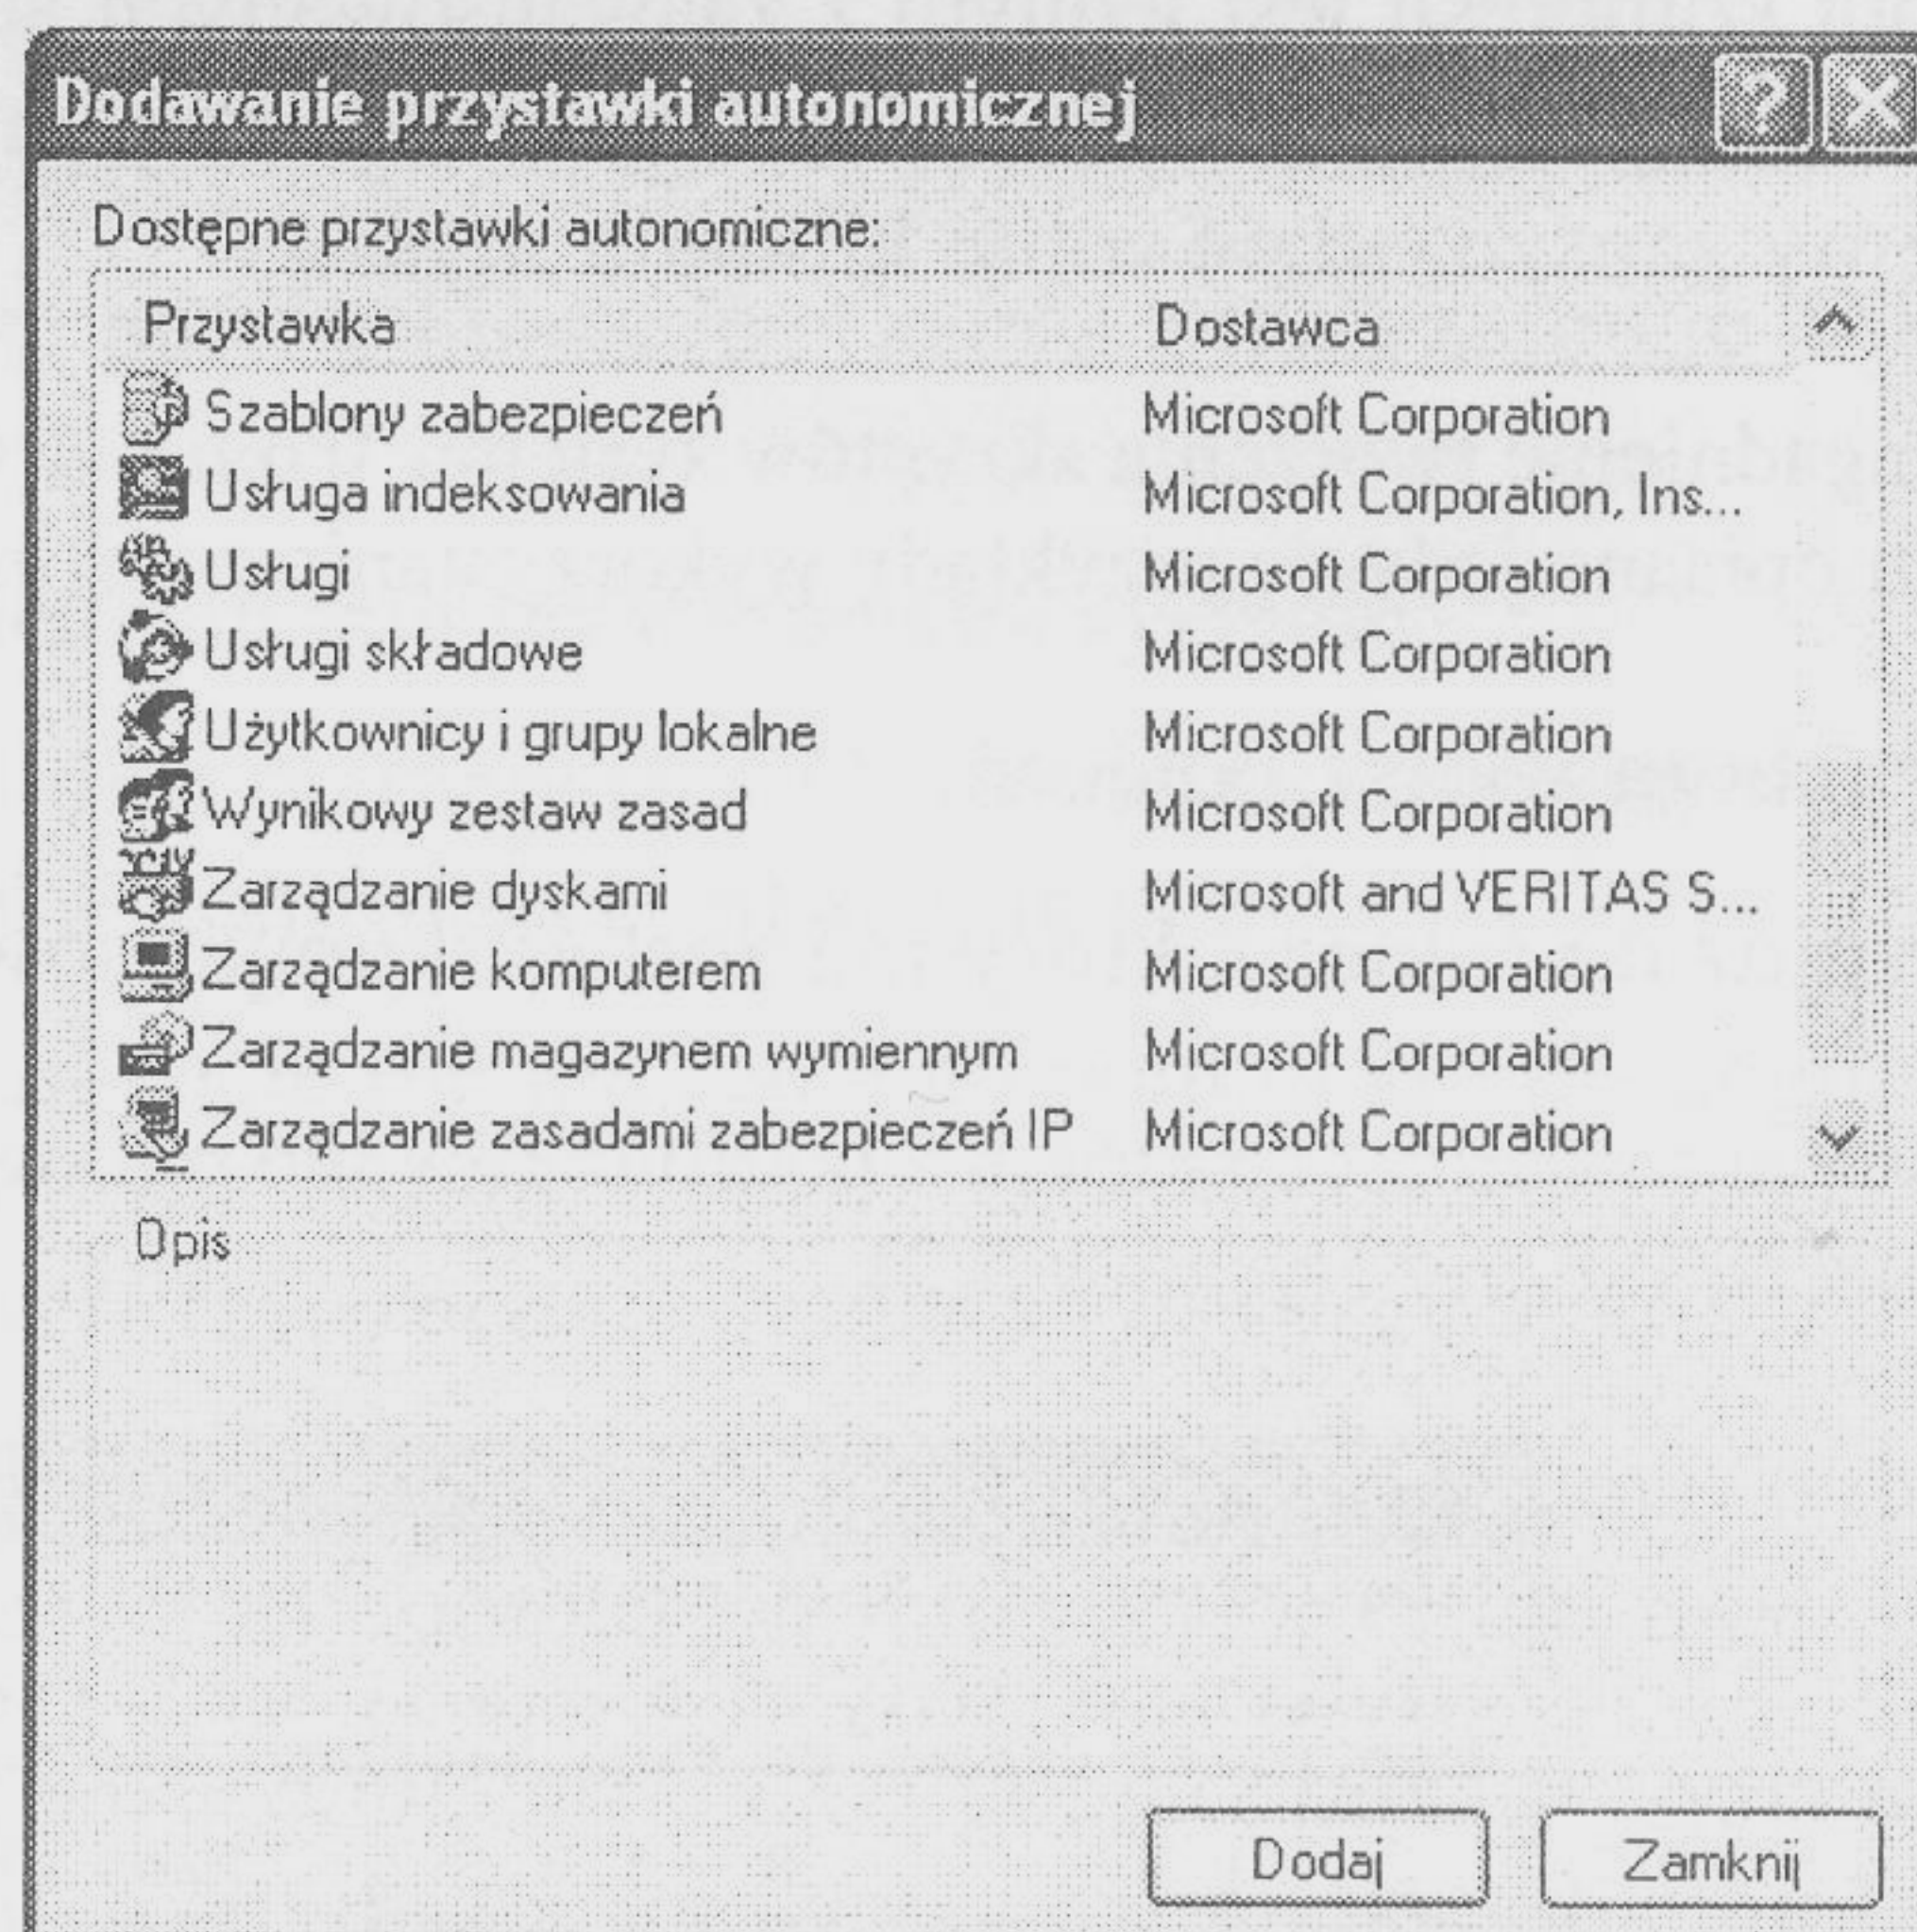 Dodawanie przystawki autonomicznej
Dostępne przystawki autonomiczne:
Przystawka Dostawca
Szablony zabezpieczeń Microsoft Corporation
Usługa indeksowania Microsoft Corporation, Ins...
Usługi Microsoft Corporation
Usługi składowe Microsoft Corporation
Użytkownicy i grupy lokalne Microsoft Corporation
Wynikowy zestaw zasad Microsoft Corporation
Zarządzanie dyskami Microsoft and VERITAS S...
Zarządzanie komputerem Microsoft Corporation
Zarządzanie magazynem wymiennym Microsoft Corporation
Zarządzanie zasadami zabezpieczeń IP Microsoft Corporation
Opis
Dodaj Zamknij